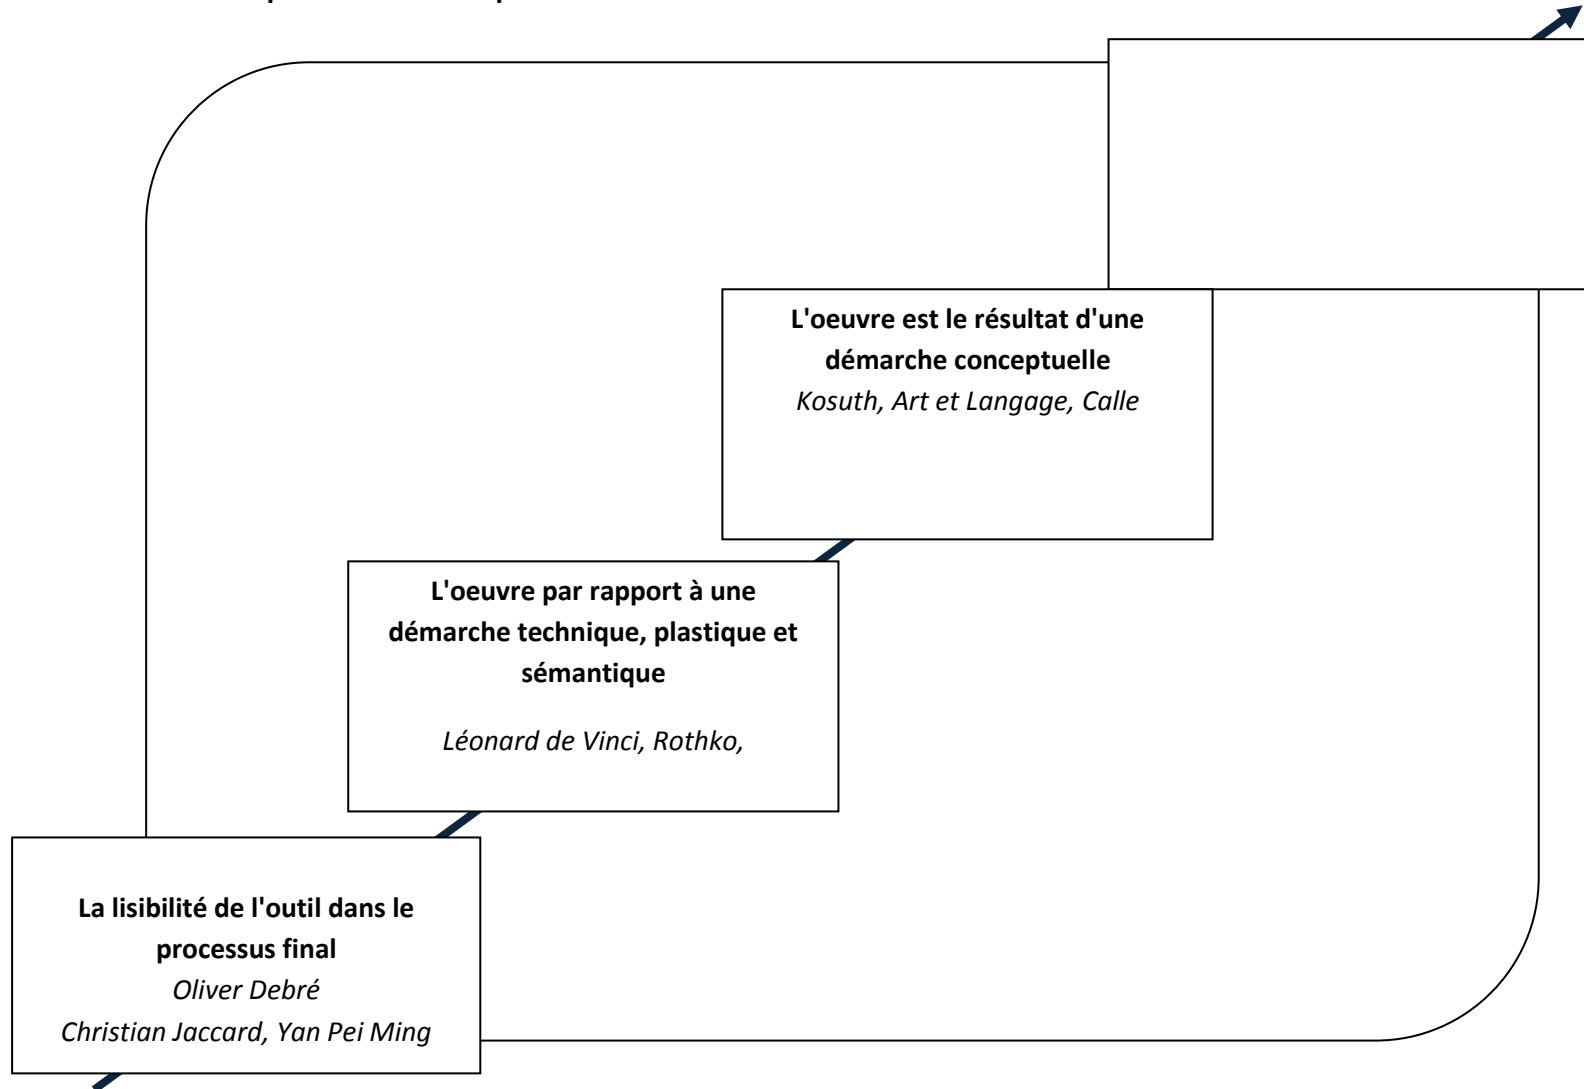 L'oeuvre est le résultat d'une
démarche conceptuelle
Kosuth, Art et Langage, Calle
L'oeuvre par rapport à une
démarche technique, plastique et
sémantique
Léonard de Vinci, Rothko,
La lisibilité de l'outil dans le
processus final
Oliver Debré
Christian Jaccard, Yan Pei Ming